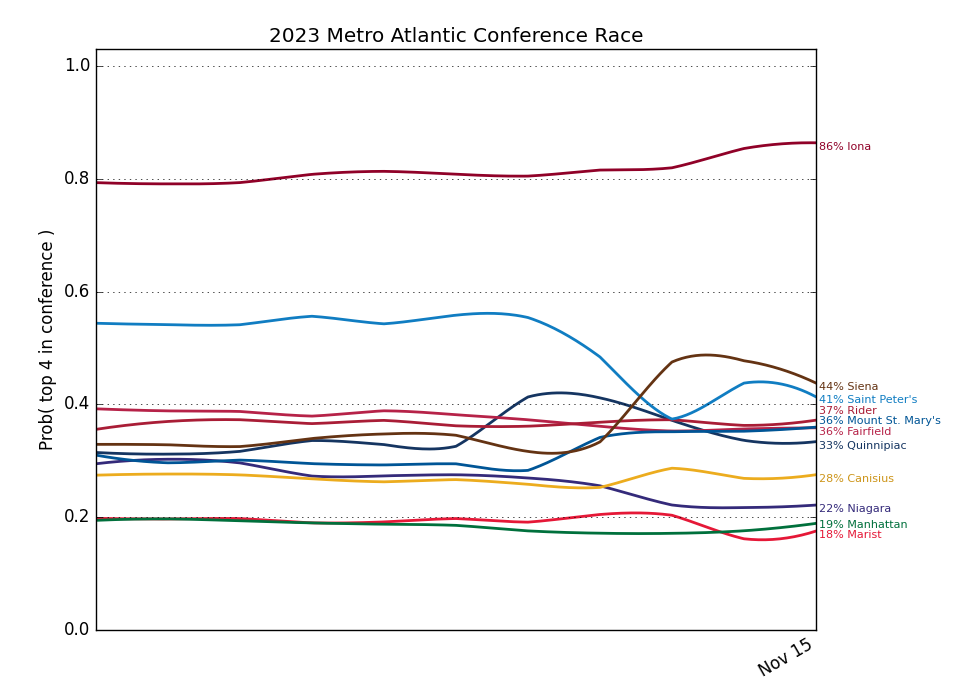 2023 Metro Atlantic Conference Race
Prob( top 4 in conference )
1.0
0.8
0.6
0.4
0.2
0.0
86% Iona
44% Siena
41% Saint Peter's
37% Rider
36% Mount St. Mary's
36% Fairfield
33% Quinnipiac
28% Canisius
22% Niagara
19% Manhattan
18% Marist
Nov 15